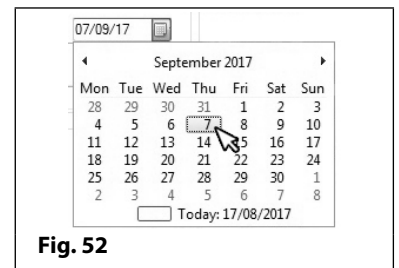 07/09/17
September 2017
Mon Tue Wed Thu Fri Sat Sun
28 29 30 31 1 2 3
4 5 6 7 8 9 10
11 12 13 14 15 16 17
18 19 20 21 22 23 24
25 26 27 28 29 30 1
2 3 4 5 6 7 8
Today: 17/08/2017
Fig. 52